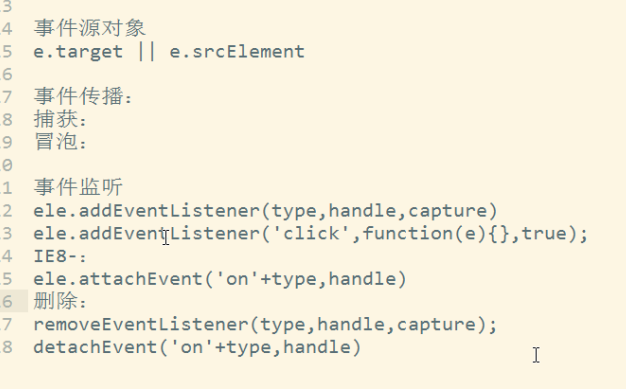 3
4 事件源对象
5 e.target || e.srcElement
6
7 事件传播：
8 捕获：
9 冒泡：
0
1 事件监听
2 ele.addEventListener(type,handle,capture)
3 ele.addEventListener('click',function(e){},true);
4 IE8-：
5 ele.attachEvent('on'+type,handle)
6 删除：
7 removeEventListener(type,handle,capture);
8 detachEvent('on'+type,handle)